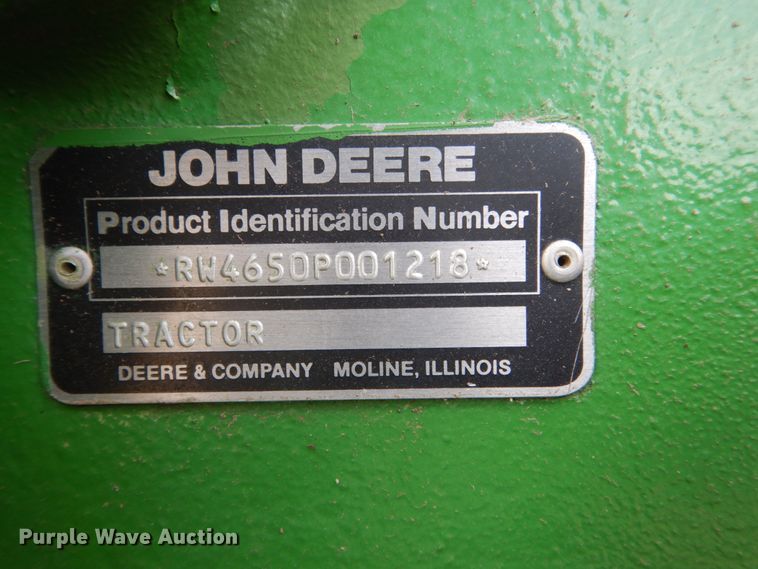 JOHN DEERE
Product Identification Number
*RW4650P001218*
TRACTOR
DEERE & COMPANY MOLINE, ILLINOIS
Purple Wave Auction